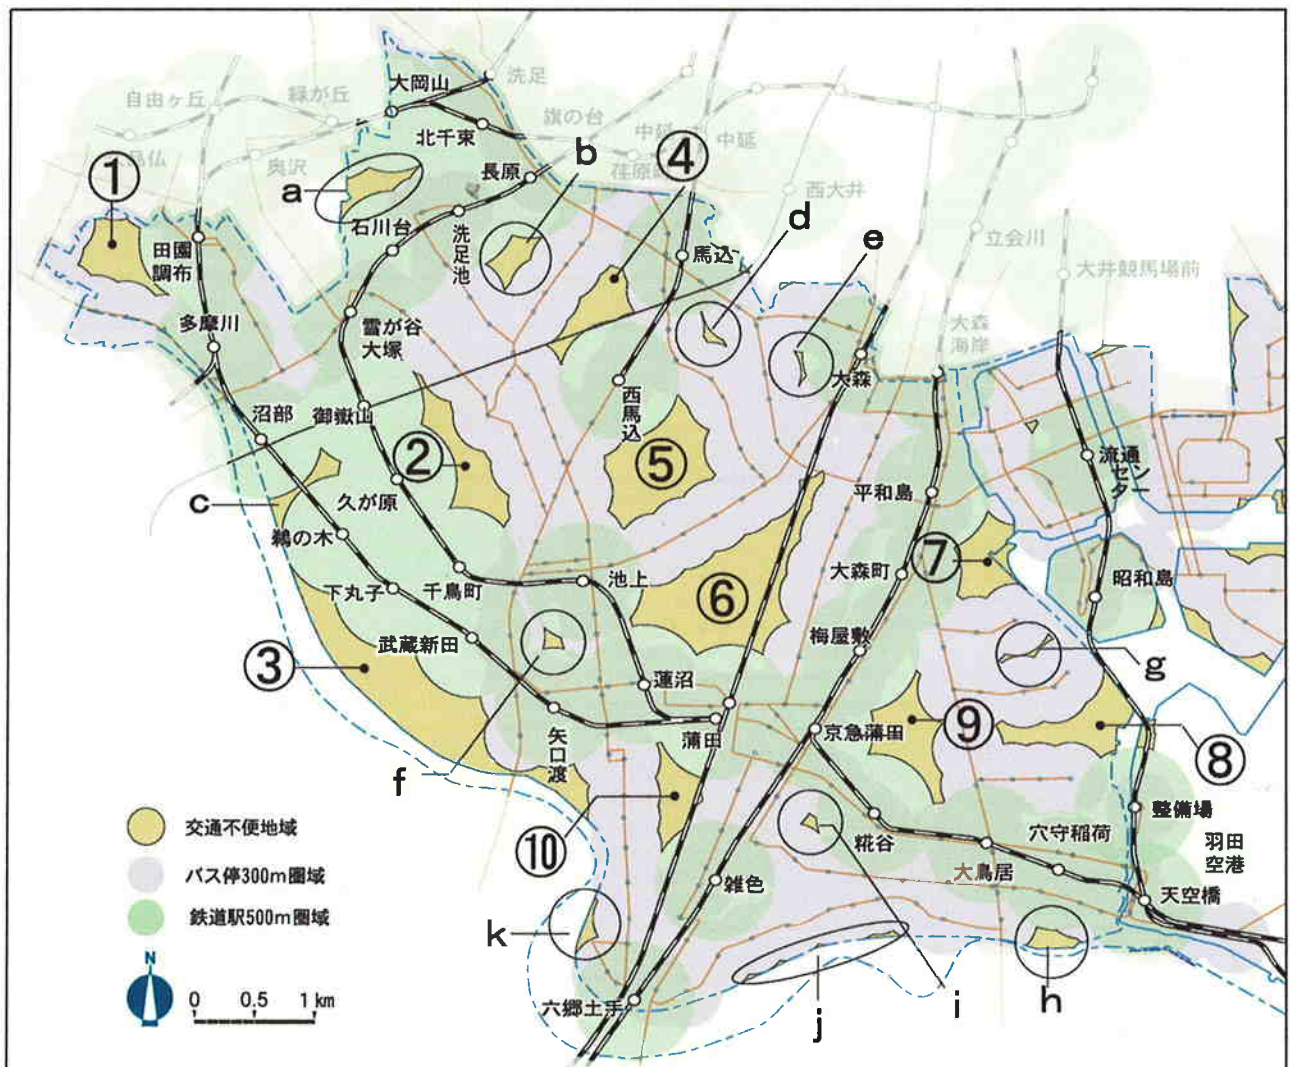 大岡山
洗足
自由ヶ丘
緑が丘
北千束
旗の台
中延
b
④
①
奥沢
a
長原
荏原
西大井
石川台
洗足池
d
e
田園調布
馬込
立会川
大井競馬場前
多摩川
雪が谷大塚
大森海岸
大森
沼部
御嶽山
西馬込
②
⑤
流通センター
c
久が原
平和島
鵜の木
⑦
下丸子
千鳥町
池上
⑥
大森町
昭和島
武蔵新田
梅屋敷
③
蓮沼
g
矢口渡
蒲田
京急蒲田
⑨
⑧
f
交通不便地域
⑩
整備場
穴守稲荷
羽田空港
バス停300m圏域
糀谷
大鳥居
雑色
天空橋
鉄道駅500m圏域
k
N
0 0.5 1km
六郷土手
j
i
h